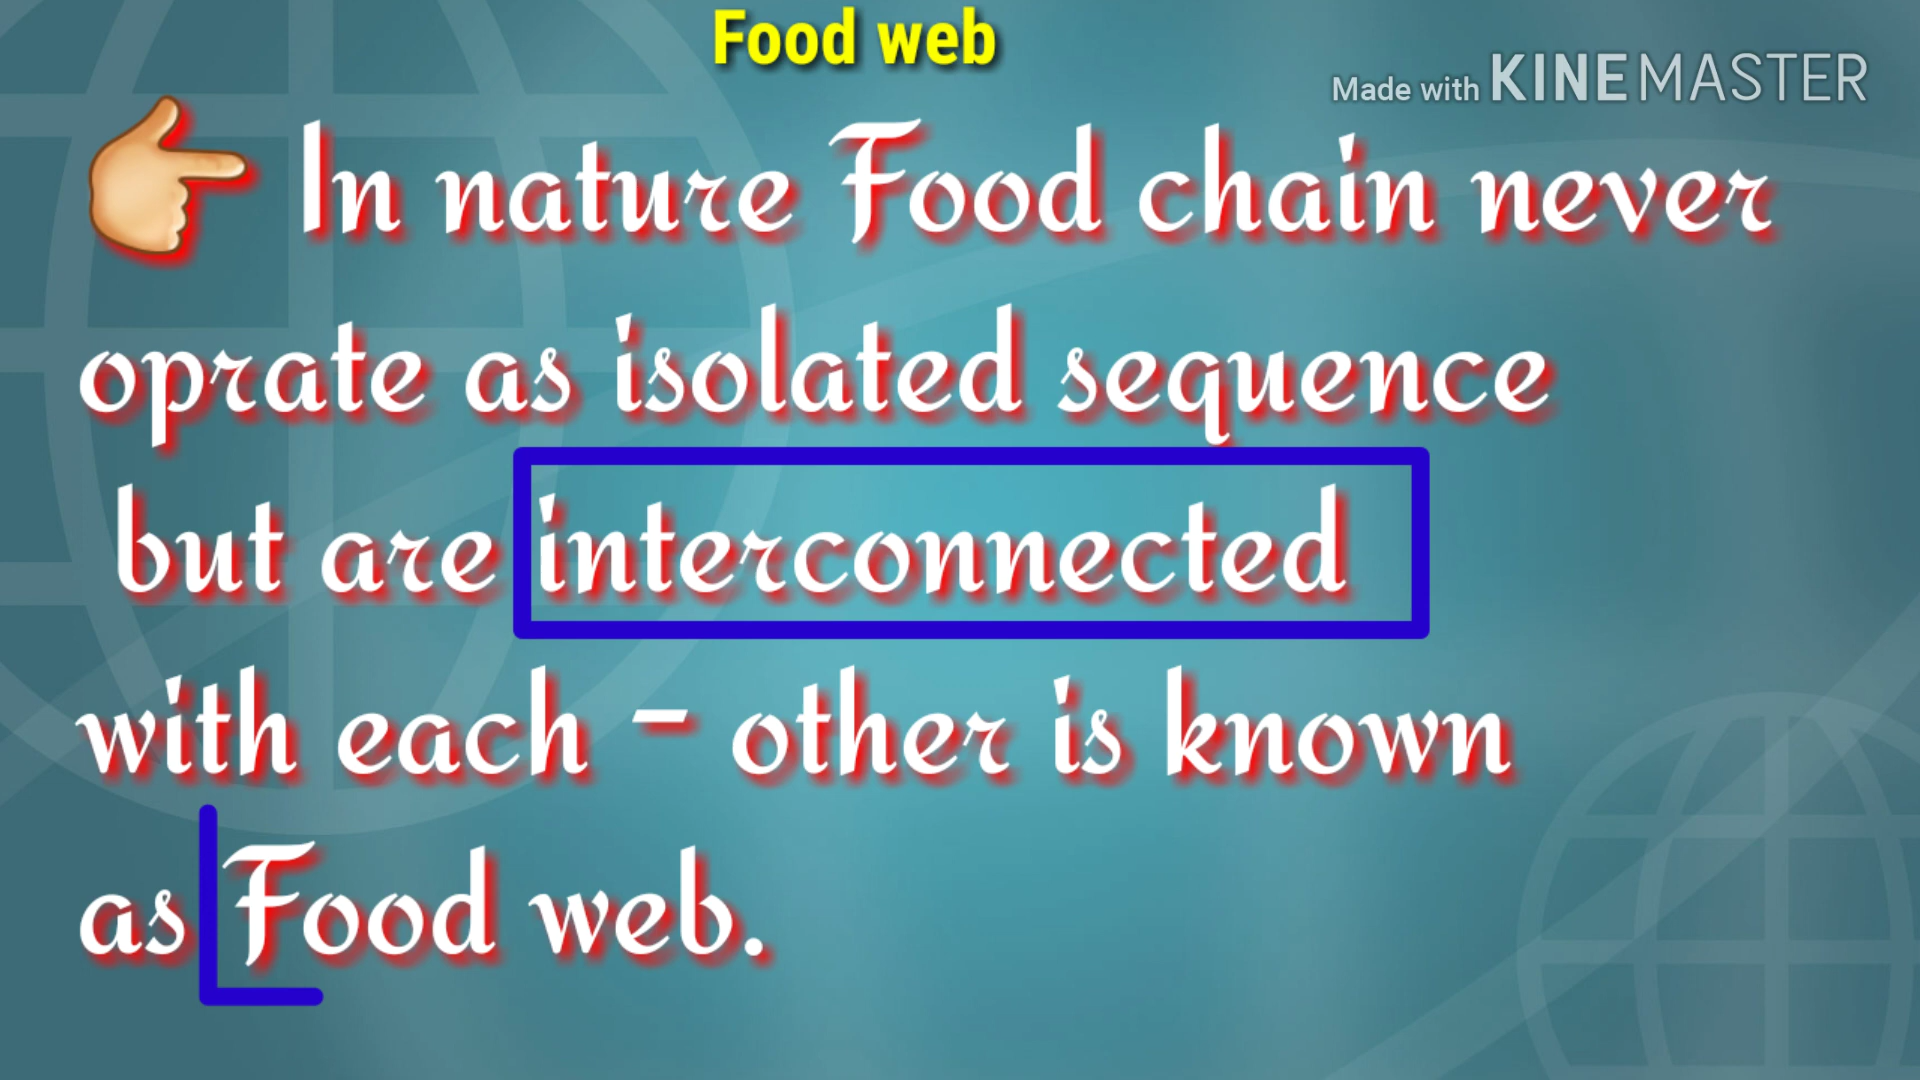 Food web
Made with KINEMASTER
In nature Food chain never
oprate as isolated sequence
but are interconnected
with each - other is known
as Food web.